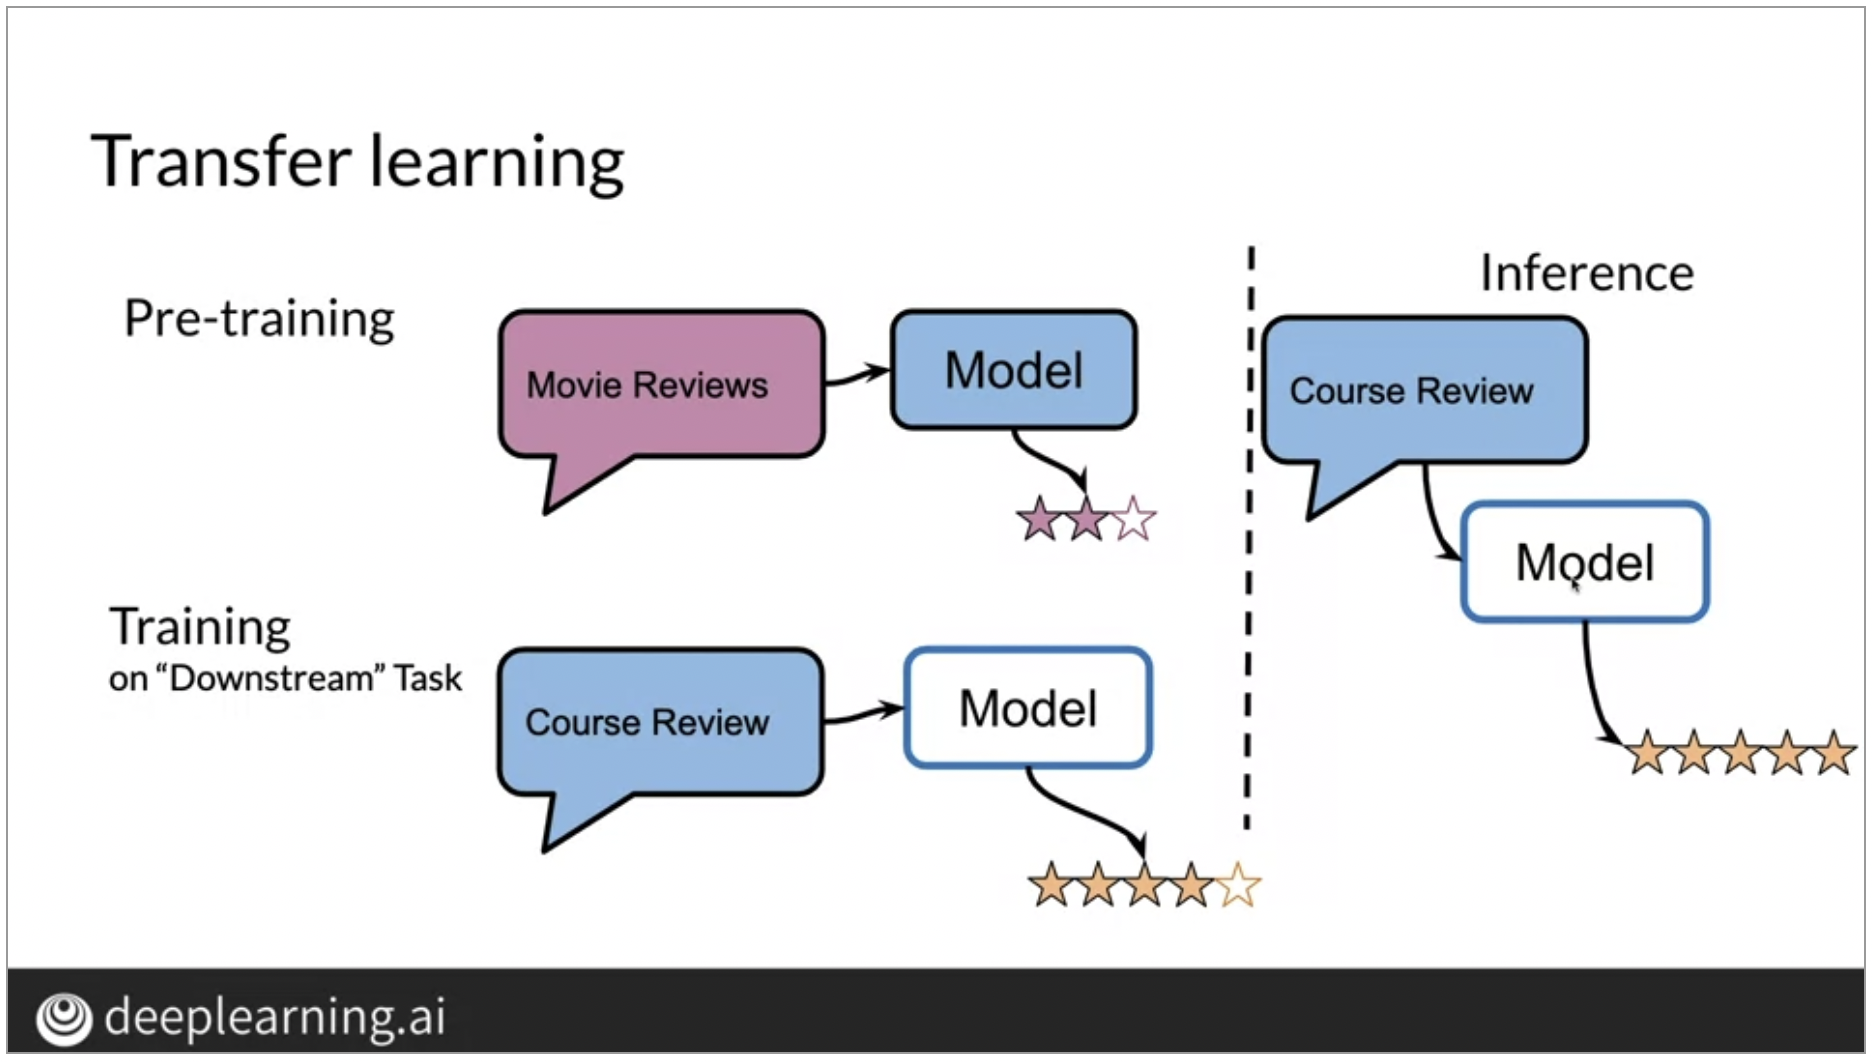 Transfer learning
Pre-training
Movie Reviews
Model
Training
on “Downstream” Task
Course Review
Model
Inference
Course Review
Model
deeplearning.ai